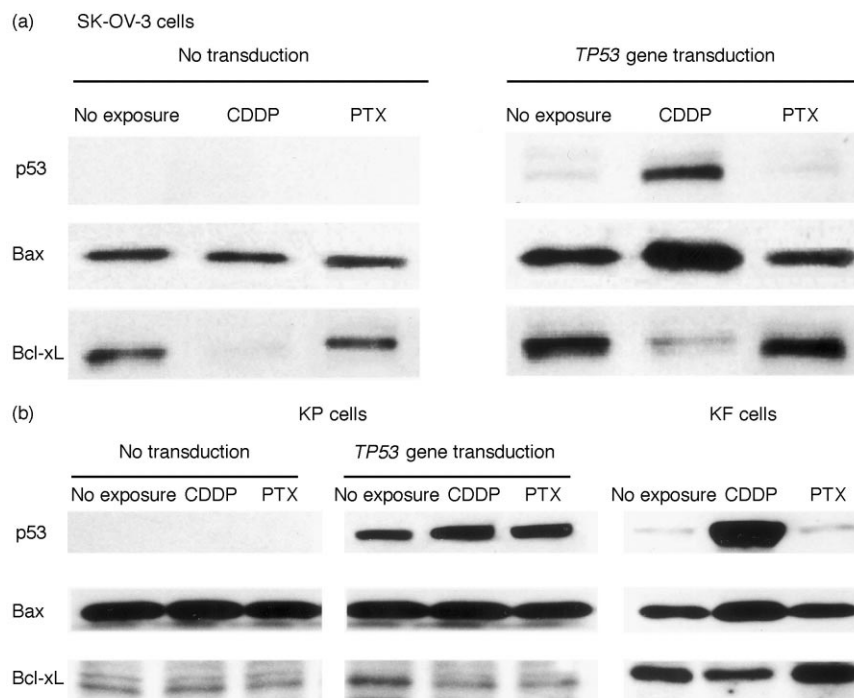 (a) SK-OV-3 cells
No transduction TP53 gene transduction
No exposure CDDP PTX No exposure CDDP PTX
p53
Bax
Bcl-xL
(b) KP cells KF cells
No transduction TP53 gene transduction
No exposure CDDP PTX No exposure CDDP PTX No exposure CDDP PTX
p53
Bax
Bcl-xL